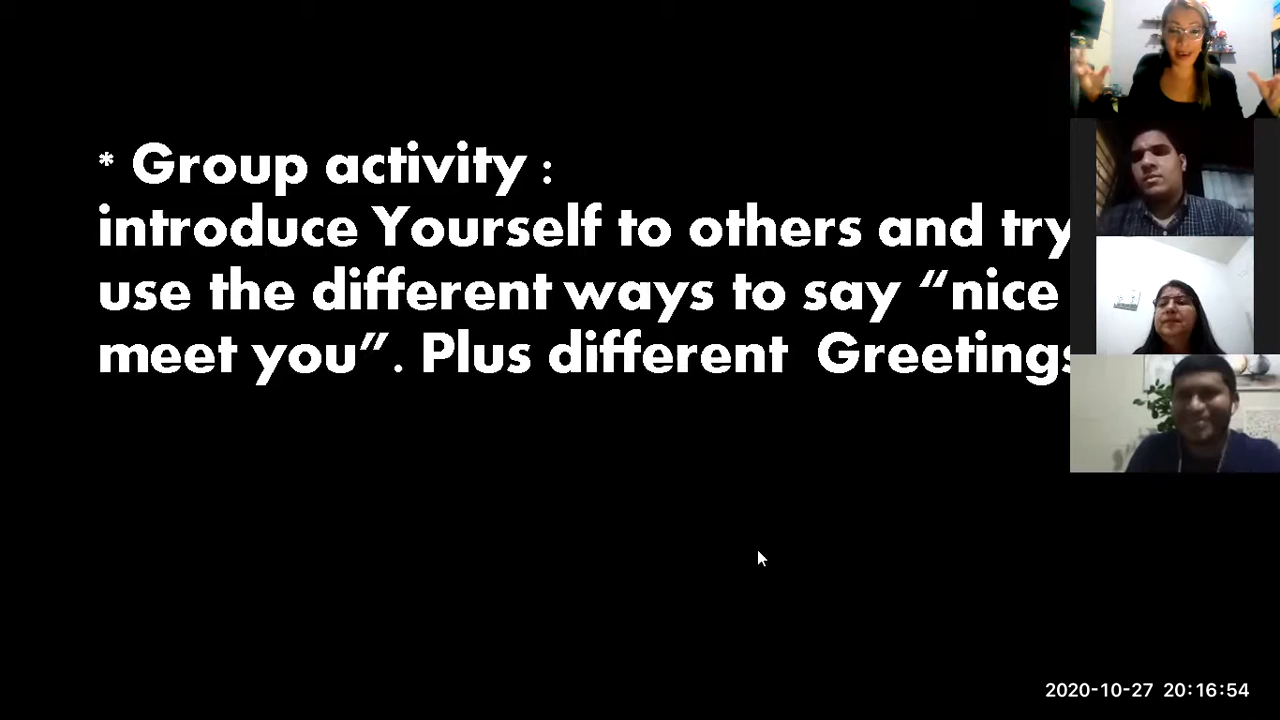 * Group activity :
introduce Yourself to others and try
use the different ways to say “nice
meet you”. Plus different Greetings
2020-10-27 20:16:54